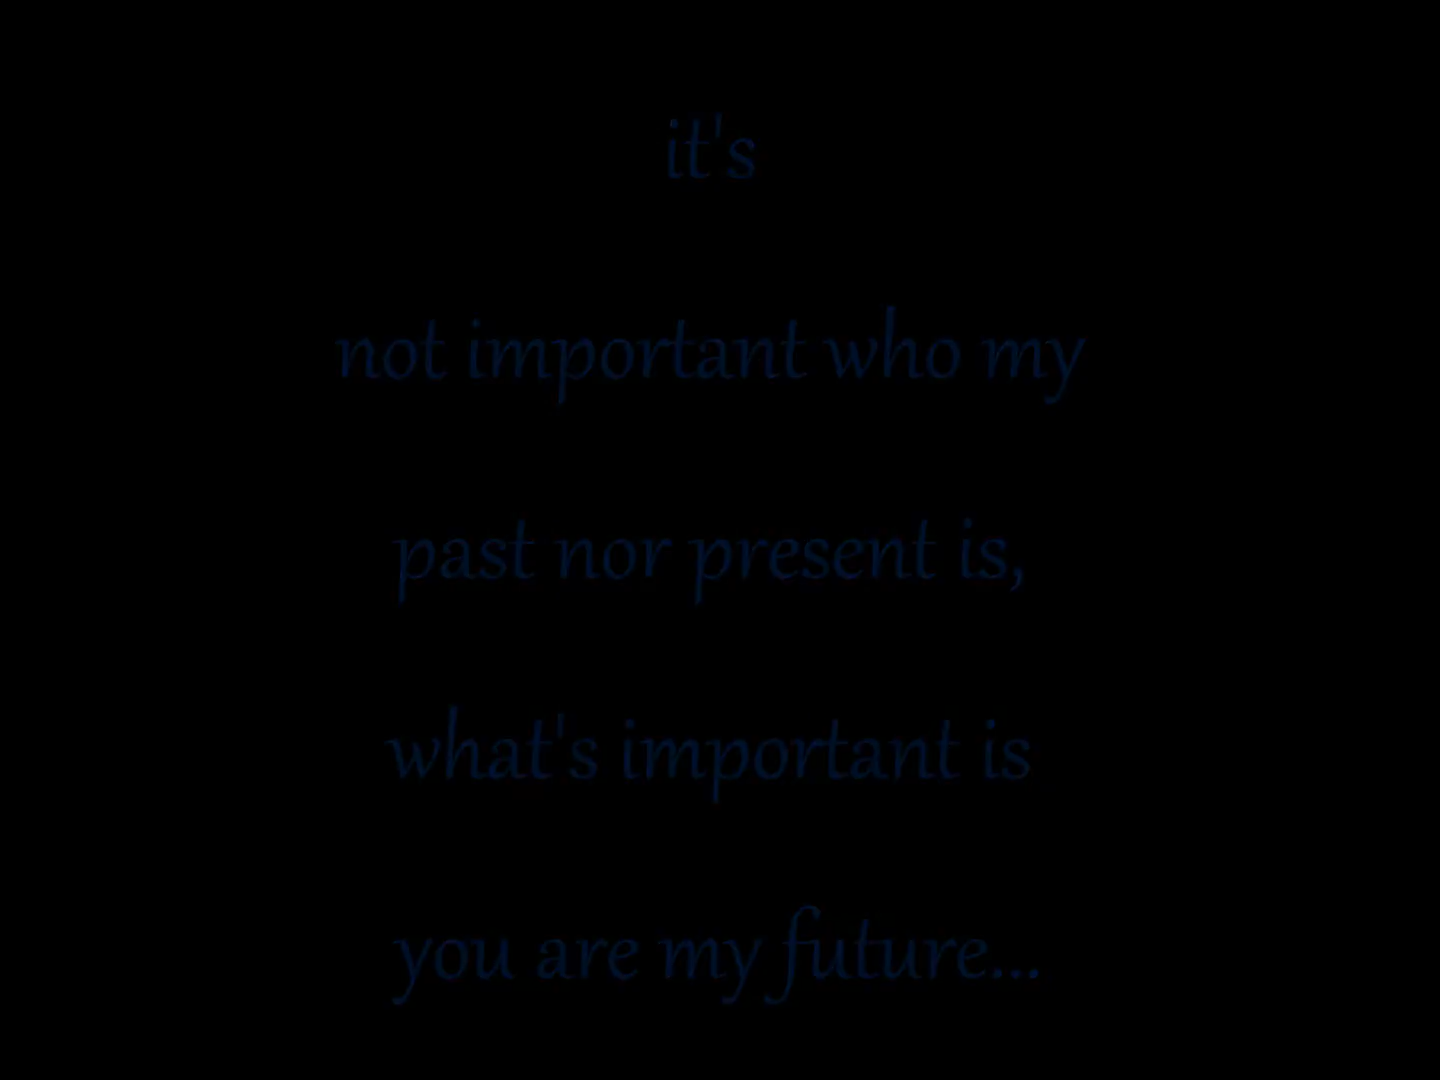 it's
not important who my
past nor present is,
what's important is
you are my future...